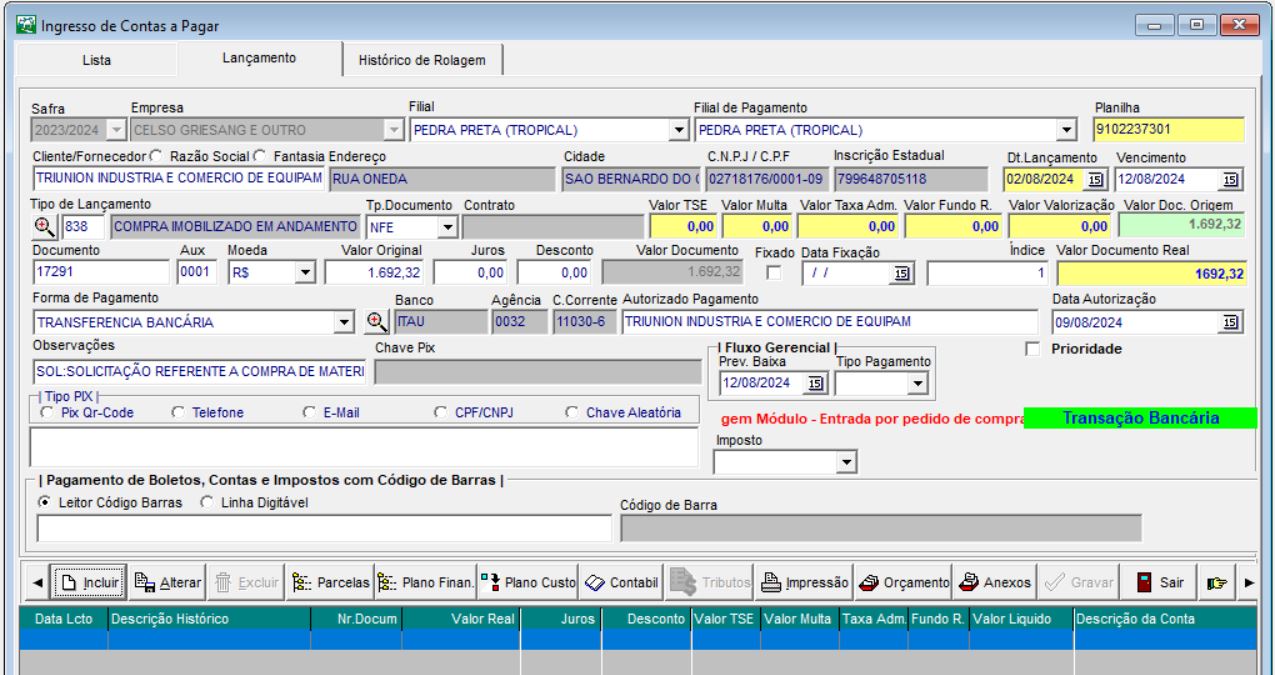 Ingresso de Contas a Pagar
Lista Lançamento Histórico de Rolagem
Safra Empresa Filial Filial de Pagamento Planilha
2023/2024 CELSO GRIESANG E OUTRO PEDRA PRETA (TROPICAL) PEDRA PRETA (TROPICAL) 9102237301
Cliente/Fornecedor Razão Social Fantasia Endereço Cidade C.N.P.J / C.P.F Inscrição Estadual Dt.Lançamento Vencimento
TRIUNION INDUSTRIA E COMERCIO DE EQUIPAM RUA ONEDA SAO BERNARDO DO ( 02718176/0001-09 799648705118 02/08/2024 15 12/08/2024 15
Tipo de Lançamento Tp.Documento Contrato Valor TSE Valor Multa Valor Taxa Adm. Valor Fundo R. Valor Valorização Valor Doc. Origem
838 COMPRA IMOBILIZADO EM ANDAMENTO NFE 0,00 0,00 0,00 0,00 0,00 1.692,32
Documento Aux Moeda Valor Original Juros Desconto Valor Documento Fixado Data Fixação Índice Valor Documento Real
17291 0001 R$ 1.692,32 0,00 0,00 1.692,32 / / 15 1 1692,32
Forma de Pagamento Banco Agência C.Corrente Autorizado Pagamento Data Autorização
TRANSFERENCIA BANCÁRIA ITAU 0032 11030-6 TRIUNION INDUSTRIA E COMERCIO DE EQUIPAM 09/08/2024 15
Observações Chave Pix | Fluxo Gerencial | Prioridade
SOL:SOLICITAÇÃO REFERENTE A COMPRA DE MATERI Prev. Baixa Tipo Pagamento
12/08/2024 15
| Tipo PIX |
Pix Qr-Code Telefone E-Mail CPF/CNPJ Chave Aleatória
gem Módulo - Entrada por pedido de compra Transação Bancária
Imposto
| Pagamento de Boletos, Contas e Impostos com Código de Barras |
Leitor Código Barras Linha Digitável Código de Barra
Incluir Alterar Excluir Parcelas Plano Finan. Plano Custo Contabil Tributos Impressão Orçamento Anexos Gravar Sair
Data Lcto Descrição Histórico Nr.Docum Valor Real Juros Desconto Valor TSE Valor Multa Taxa Adm. Fundo R. Valor Liquido Descrição da Conta